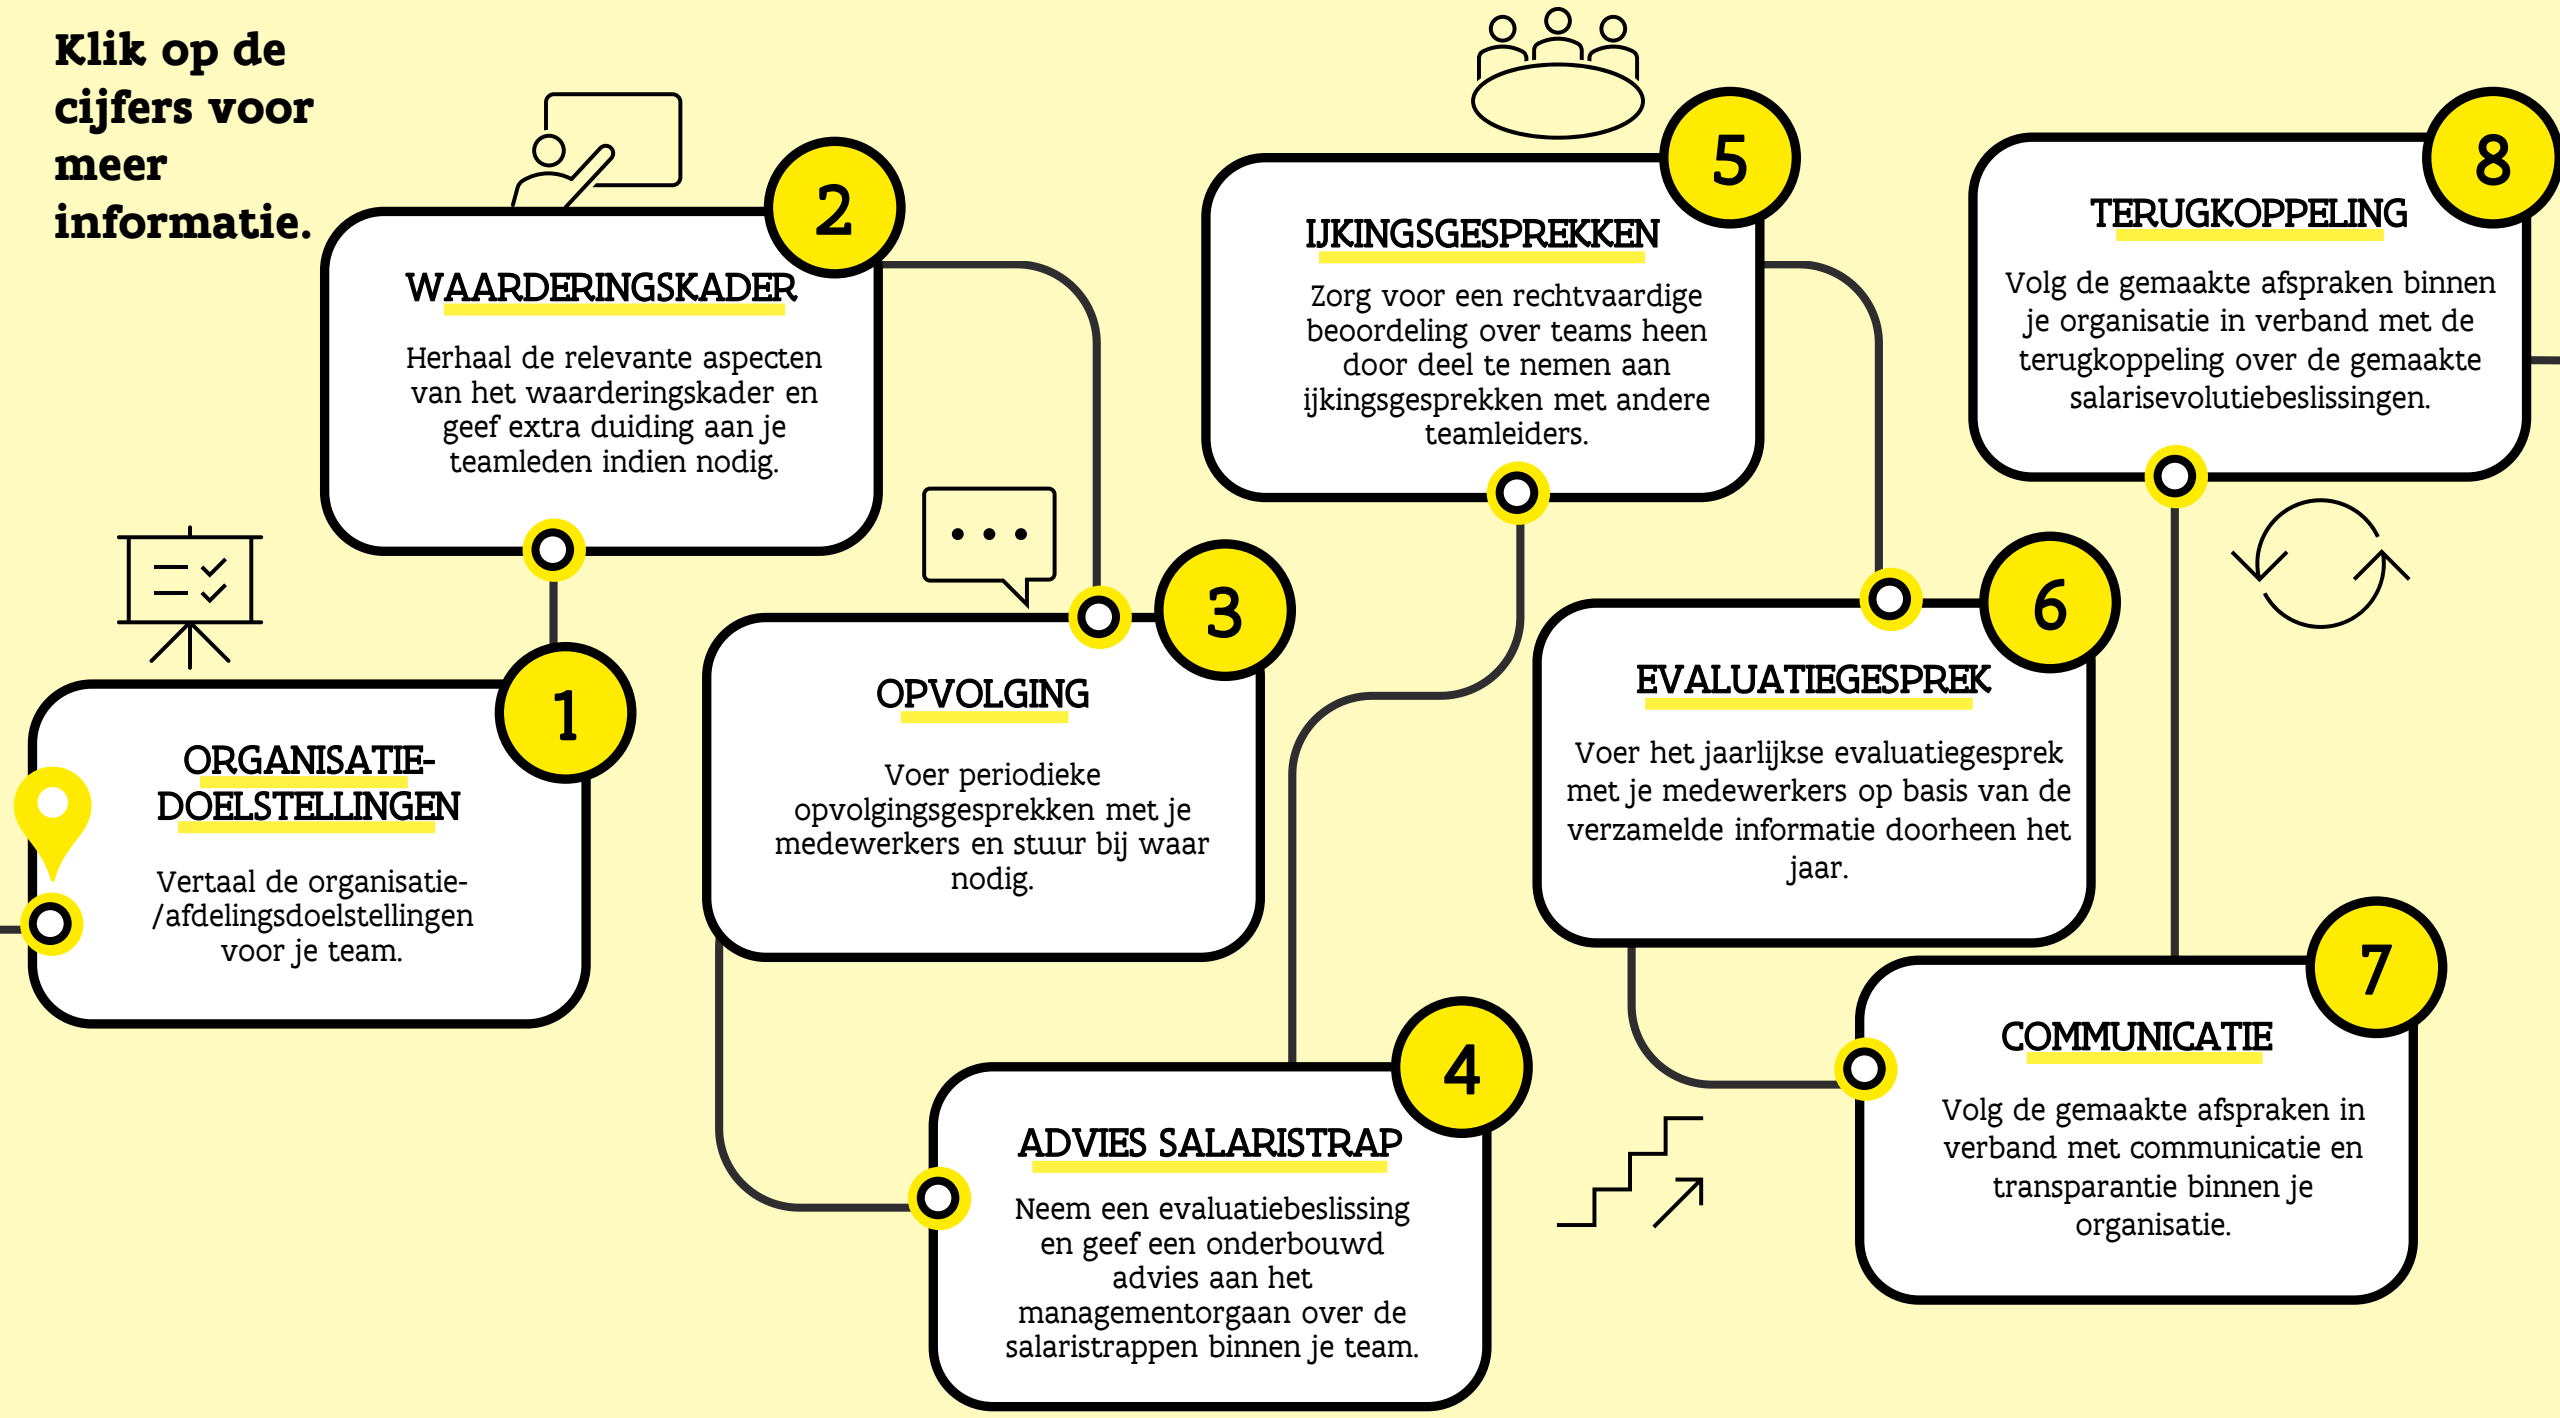 Klik op de
cijfers voor
meer
informatie.
1
ORGANISATIE-
DOELSTELLINGEN
Vertaal de organisatie-
/afdelingsdoelstellingen
voor je team.
2
WAARDERINGSKADER
Herhaal de relevante aspecten
van het waarderingskader en
geef extra duiding aan je
teamleden indien nodig.
3
OPVOLGING
Voer periodieke
opvolgingsgesprekken met je
medewerkers en stuur bij waar
nodig.
4
ADVIES SALARISTRAP
Neem een evaluatiebeslissing
en geef een onderbouwd
advies aan het
managementorgaan over de
salaristrappen binnen je team.
5
IJKINGSGESPREKKEN
Zorg voor een rechtvaardige
beoordeling over teams heen
door deel te nemen aan
ijkingsgesprekken met andere
teamleiders.
6
EVALUATIEGESPREK
Voer het jaarlijkse evaluatiegesprek
met je medewerkers op basis van de
verzamelde informatie doorheen het
jaar.
7
COMMUNICATIE
Volg de gemaakte afspraken in
verband met communicatie en
transparantie binnen je
organisatie.
8
TERUGKOPPELING
Volg de gemaakte afspraken binnen
je organisatie in verband met de
terugkoppeling over de gemaakte
salarisevolutiebeslissingen.